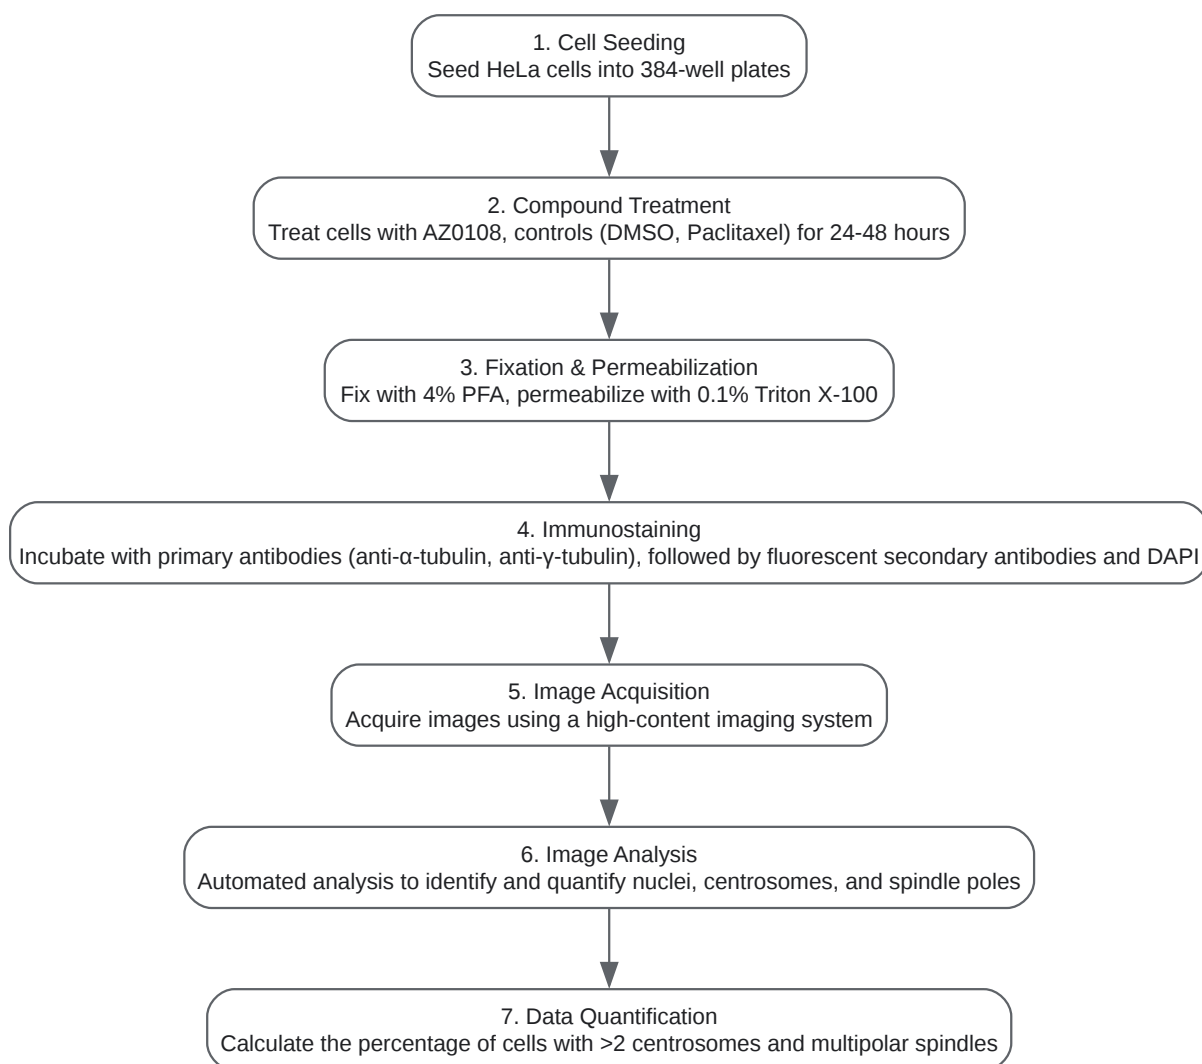 1. Cell Seeding
Seed HeLa cells into 384-well plates
2. Compound Treatment
Treat cells with AZ0108, controls (DMSO, Paclitaxel) for 24-48 hours
3. Fixation & Permeabilization
Fix with 4% PFA, permeabilize with 0.1% Triton X-100
4. Immunostaining
Incubate with primary antibodies (anti-α-tubulin, anti-γ-tubulin), followed by fluorescent secondary antibodies and DAPI
5. Image Acquisition
Acquire images using a high-content imaging system
6. Image Analysis
Automated analysis to identify and quantify nuclei, centrosomes, and spindle poles
7. Data Quantification
Calculate the percentage of cells with >2 centrosomes and multipolar spindles